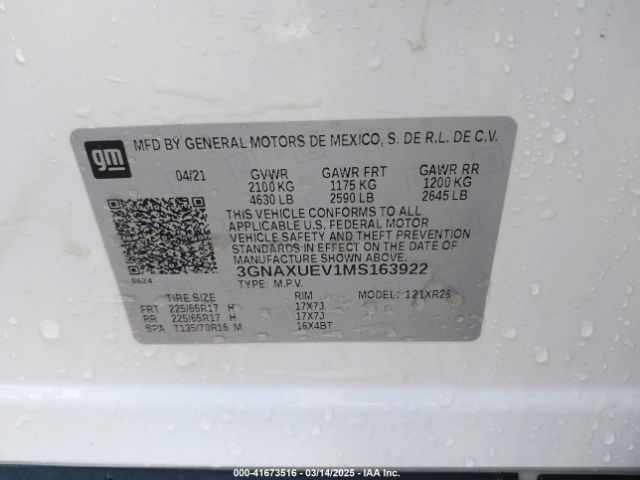 gm
MFD BY GENERAL MOTORS DE MEXICO, S. DE R.L. DE C.V.
04/21 GVWR GAWR FRT GAWR RR
2100 KG 1175 KG 1200 KG
4630 LB 2590 LB 2645 LB
THIS VEHICLE CONFORMS TO ALL
APPLICABLE U.S. FEDERAL MOTOR
VEHICLE SAFETY AND THEFT PREVENTION
STANDARDS IN EFFECT ON THE DATE
OF MANUFACTURE SHOWN ABOVE.
3GNAXUEV1MS163922
8624 TYPE: M.P.V.
TIRE SIZE RIM MODEL: 121XR26
FRT 225/65R17 H 17X7J
RR 225/65R17 H 17X7J
SPA T135/70R16 M 16X4BT
000-41673516 — 03/14/2025 — IAA Inc.